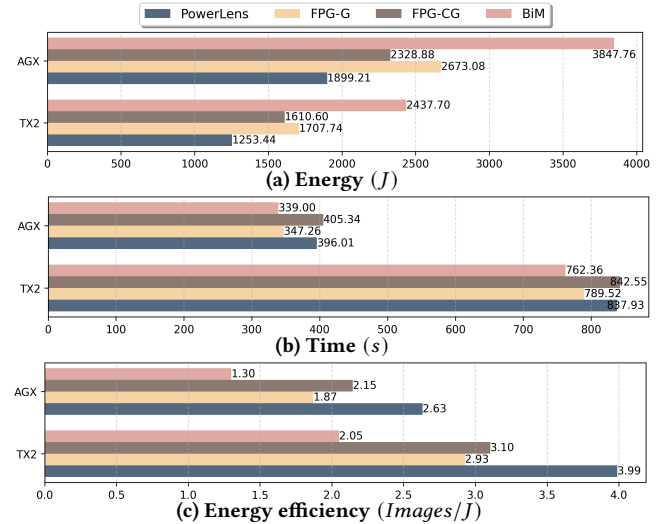 PowerLens FPG-G FPG-CG BiM
AGX
3847.76
2328.88
2673.08
1899.21
TX2
2437.70
1610.60
1707.74
1253.44
0 500 1000 1500 2000 2500 3000 3500 4000
(a) Energy (J)
AGX
339.00
405.34
347.26
396.01
TX2
762.36
842.55
789.52
837.93
0 100 200 300 400 500 600 700 800
(b) Time (s)
AGX
1.30
2.15
1.87
2.63
TX2
2.05
3.10
2.93
3.99
0.0 0.5 1.0 1.5 2.0 2.5 3.0 3.5 4.0
(c) Energy efficiency (Images/J)